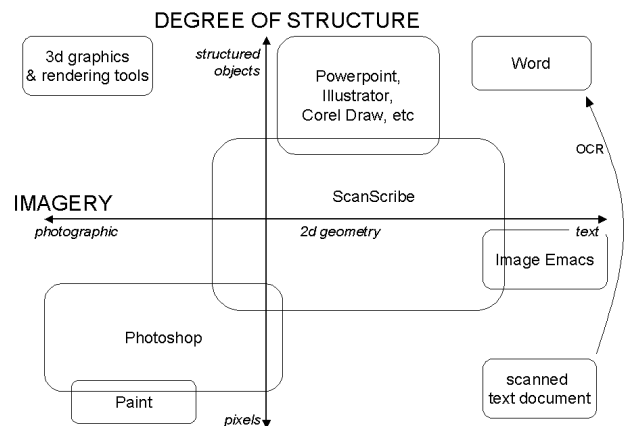 DEGREE OF STRUCTURE
3d graphics
& rendering tools
structured
objects
Powerpoint,
Illustrator,
Corel Draw, etc
Word
OCR
ScanScribe
IMAGERY
photographic
2d geometry
text
Image Emacs
Photoshop
Paint
scanned
text document
pixels